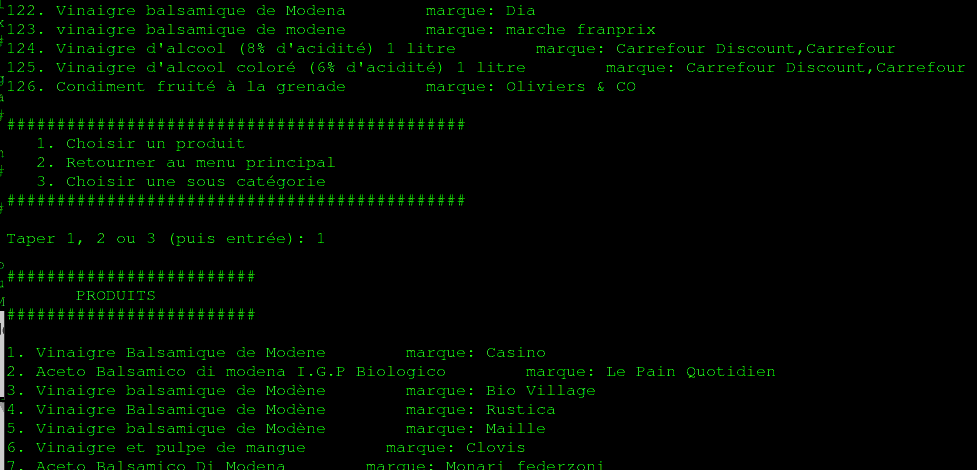 122. Vinaigre balsamique de Modena marque: Dia
123. vinaigre balsamique de modene marque: marche franprix
124. Vinaigre d'alcool (8% d'acidité) 1 litre marque: Carrefour Discount,Carrefour
125. Vinaigre d'alcool coloré (6% d'acidité) 1 litre marque: Carrefour Discount,Carrefour
126. Condiment fruité à la grenade marque: Oliviers & CO
##############################################
1. Choisir un produit
2. Retourner au menu principal
3. Choisir une sous catégorie
##############################################
Taper 1, 2 ou 3 (puis entrée): 1
#########################
PRODUITS
#########################
1. Vinaigre Balsamique de Modene marque: Casino
2. Aceto Balsamico di modena I.G.P Biologico marque: Le Pain Quotidien
3. Vinaigre balsamique de Modène marque: Bio Village
4. Vinaigre Balsamique de Modène marque: Rustica
5. Vinaigre balsamique de Modène marque: Maille
6. Vinaigre et pulpe de mangue marque: Clovis
7. Aceto Balsamico Di Modena marque: Monari federzoni